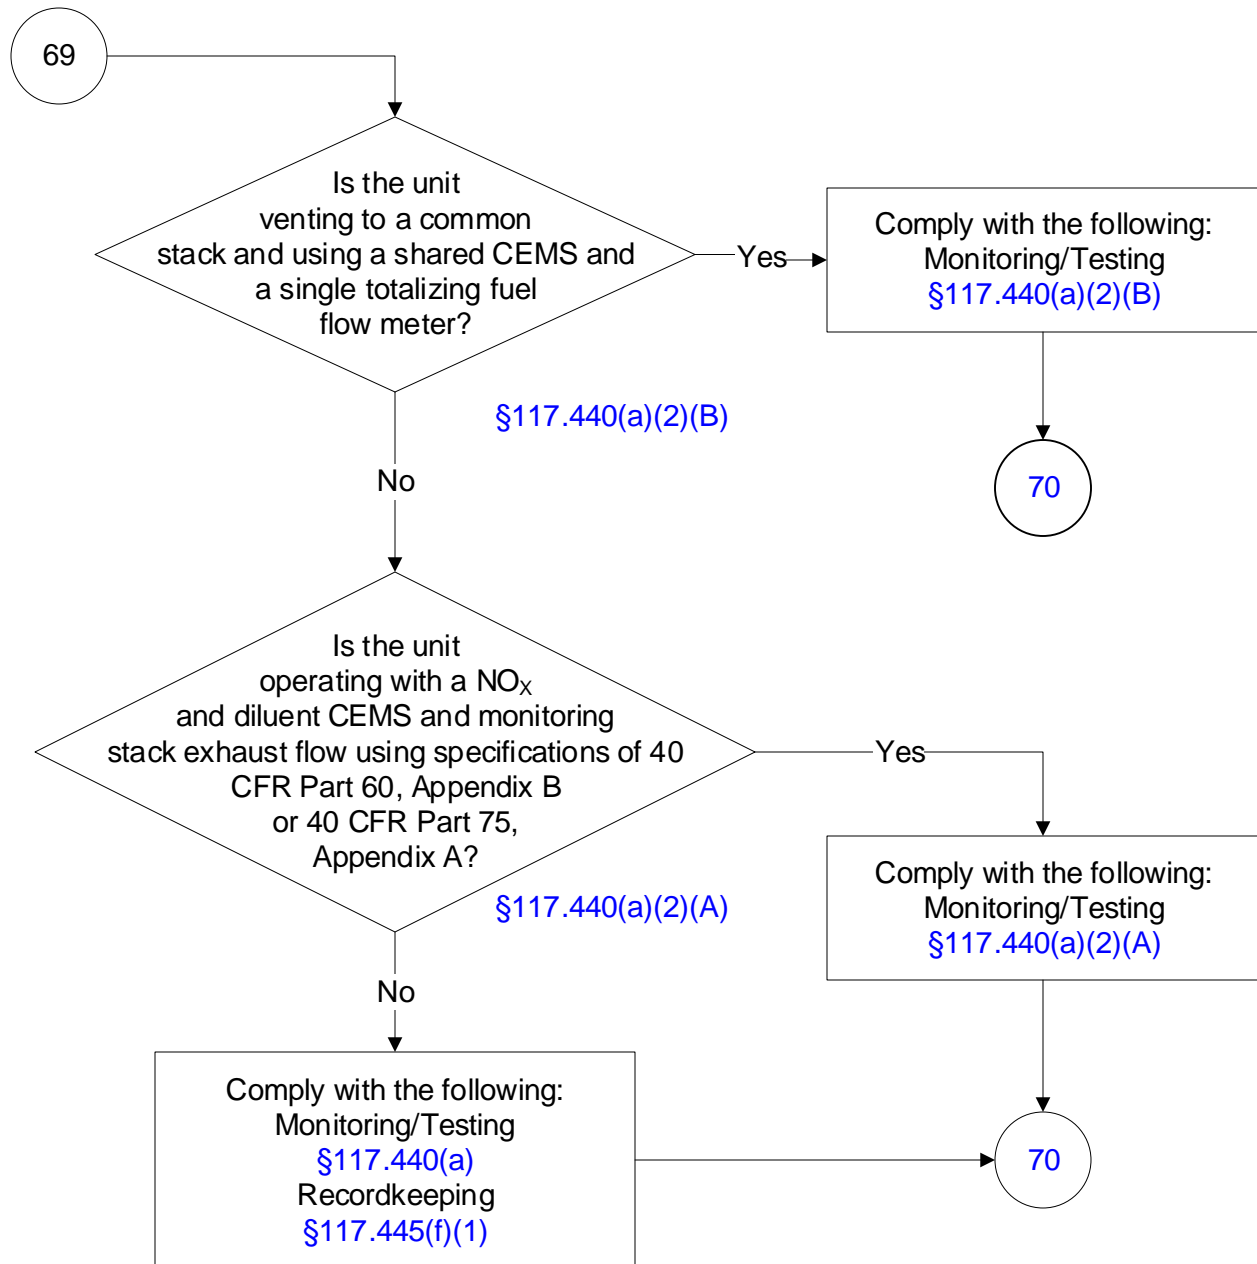 69
Is the unit
venting to a common
stack and using a shared CEMS and
a single totalizing fuel
flow meter?
Yes
Comply with the following:
Monitoring/Testing
§117.440(a)(2)(B)
§117.440(a)(2)(B)
No
70
Is the unit
operating with a NOX
and diluent CEMS and monitoring
stack exhaust flow using specifications of 40
CFR Part 60, Appendix B
or 40 CFR Part 75,
Appendix A?
Yes
Comply with the following:
Monitoring/Testing
§117.440(a)(2)(A)
§117.440(a)(2)(A)
No
Comply with the following:
Monitoring/Testing
§117.440(a)
Recordkeeping
§117.445(f)(1)
70